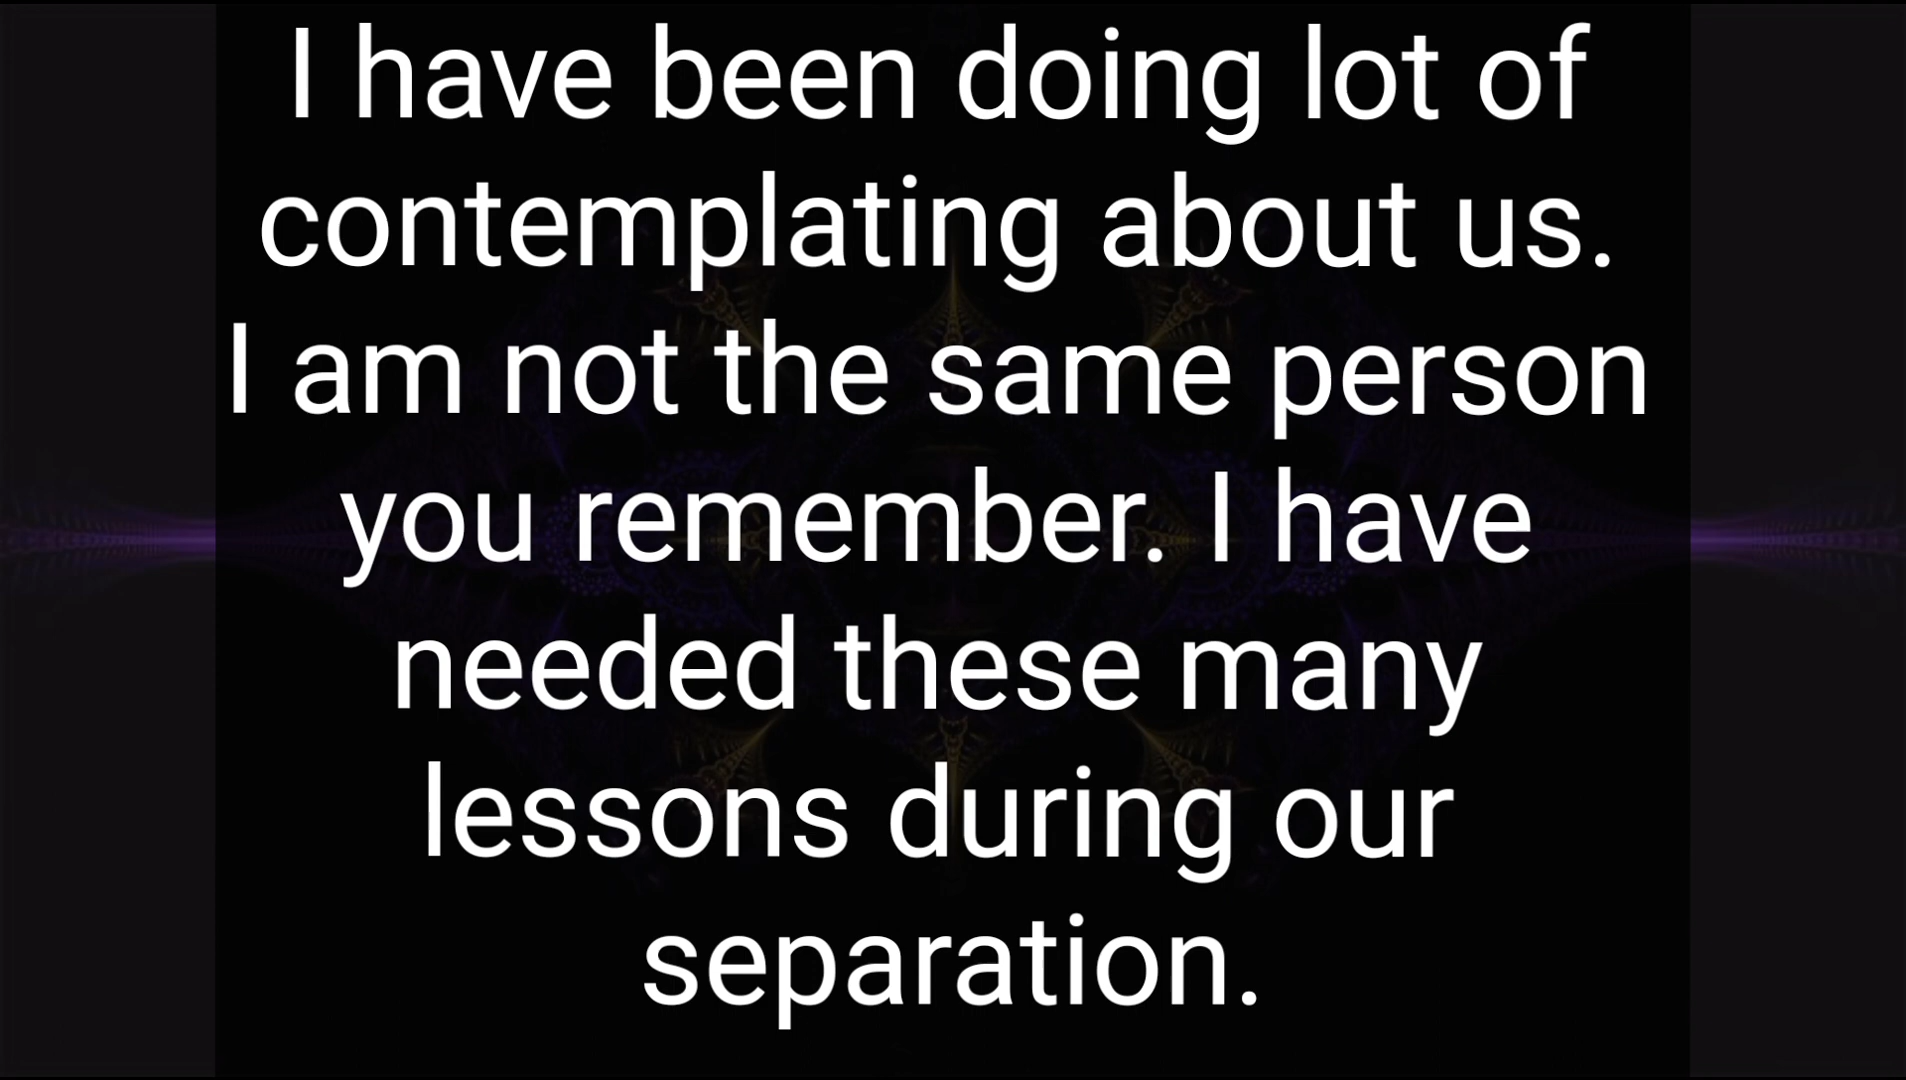 I have been doing lot of
contemplating about us.
I am not the same person
you remember. I have
needed these many
lessons during our
separation.